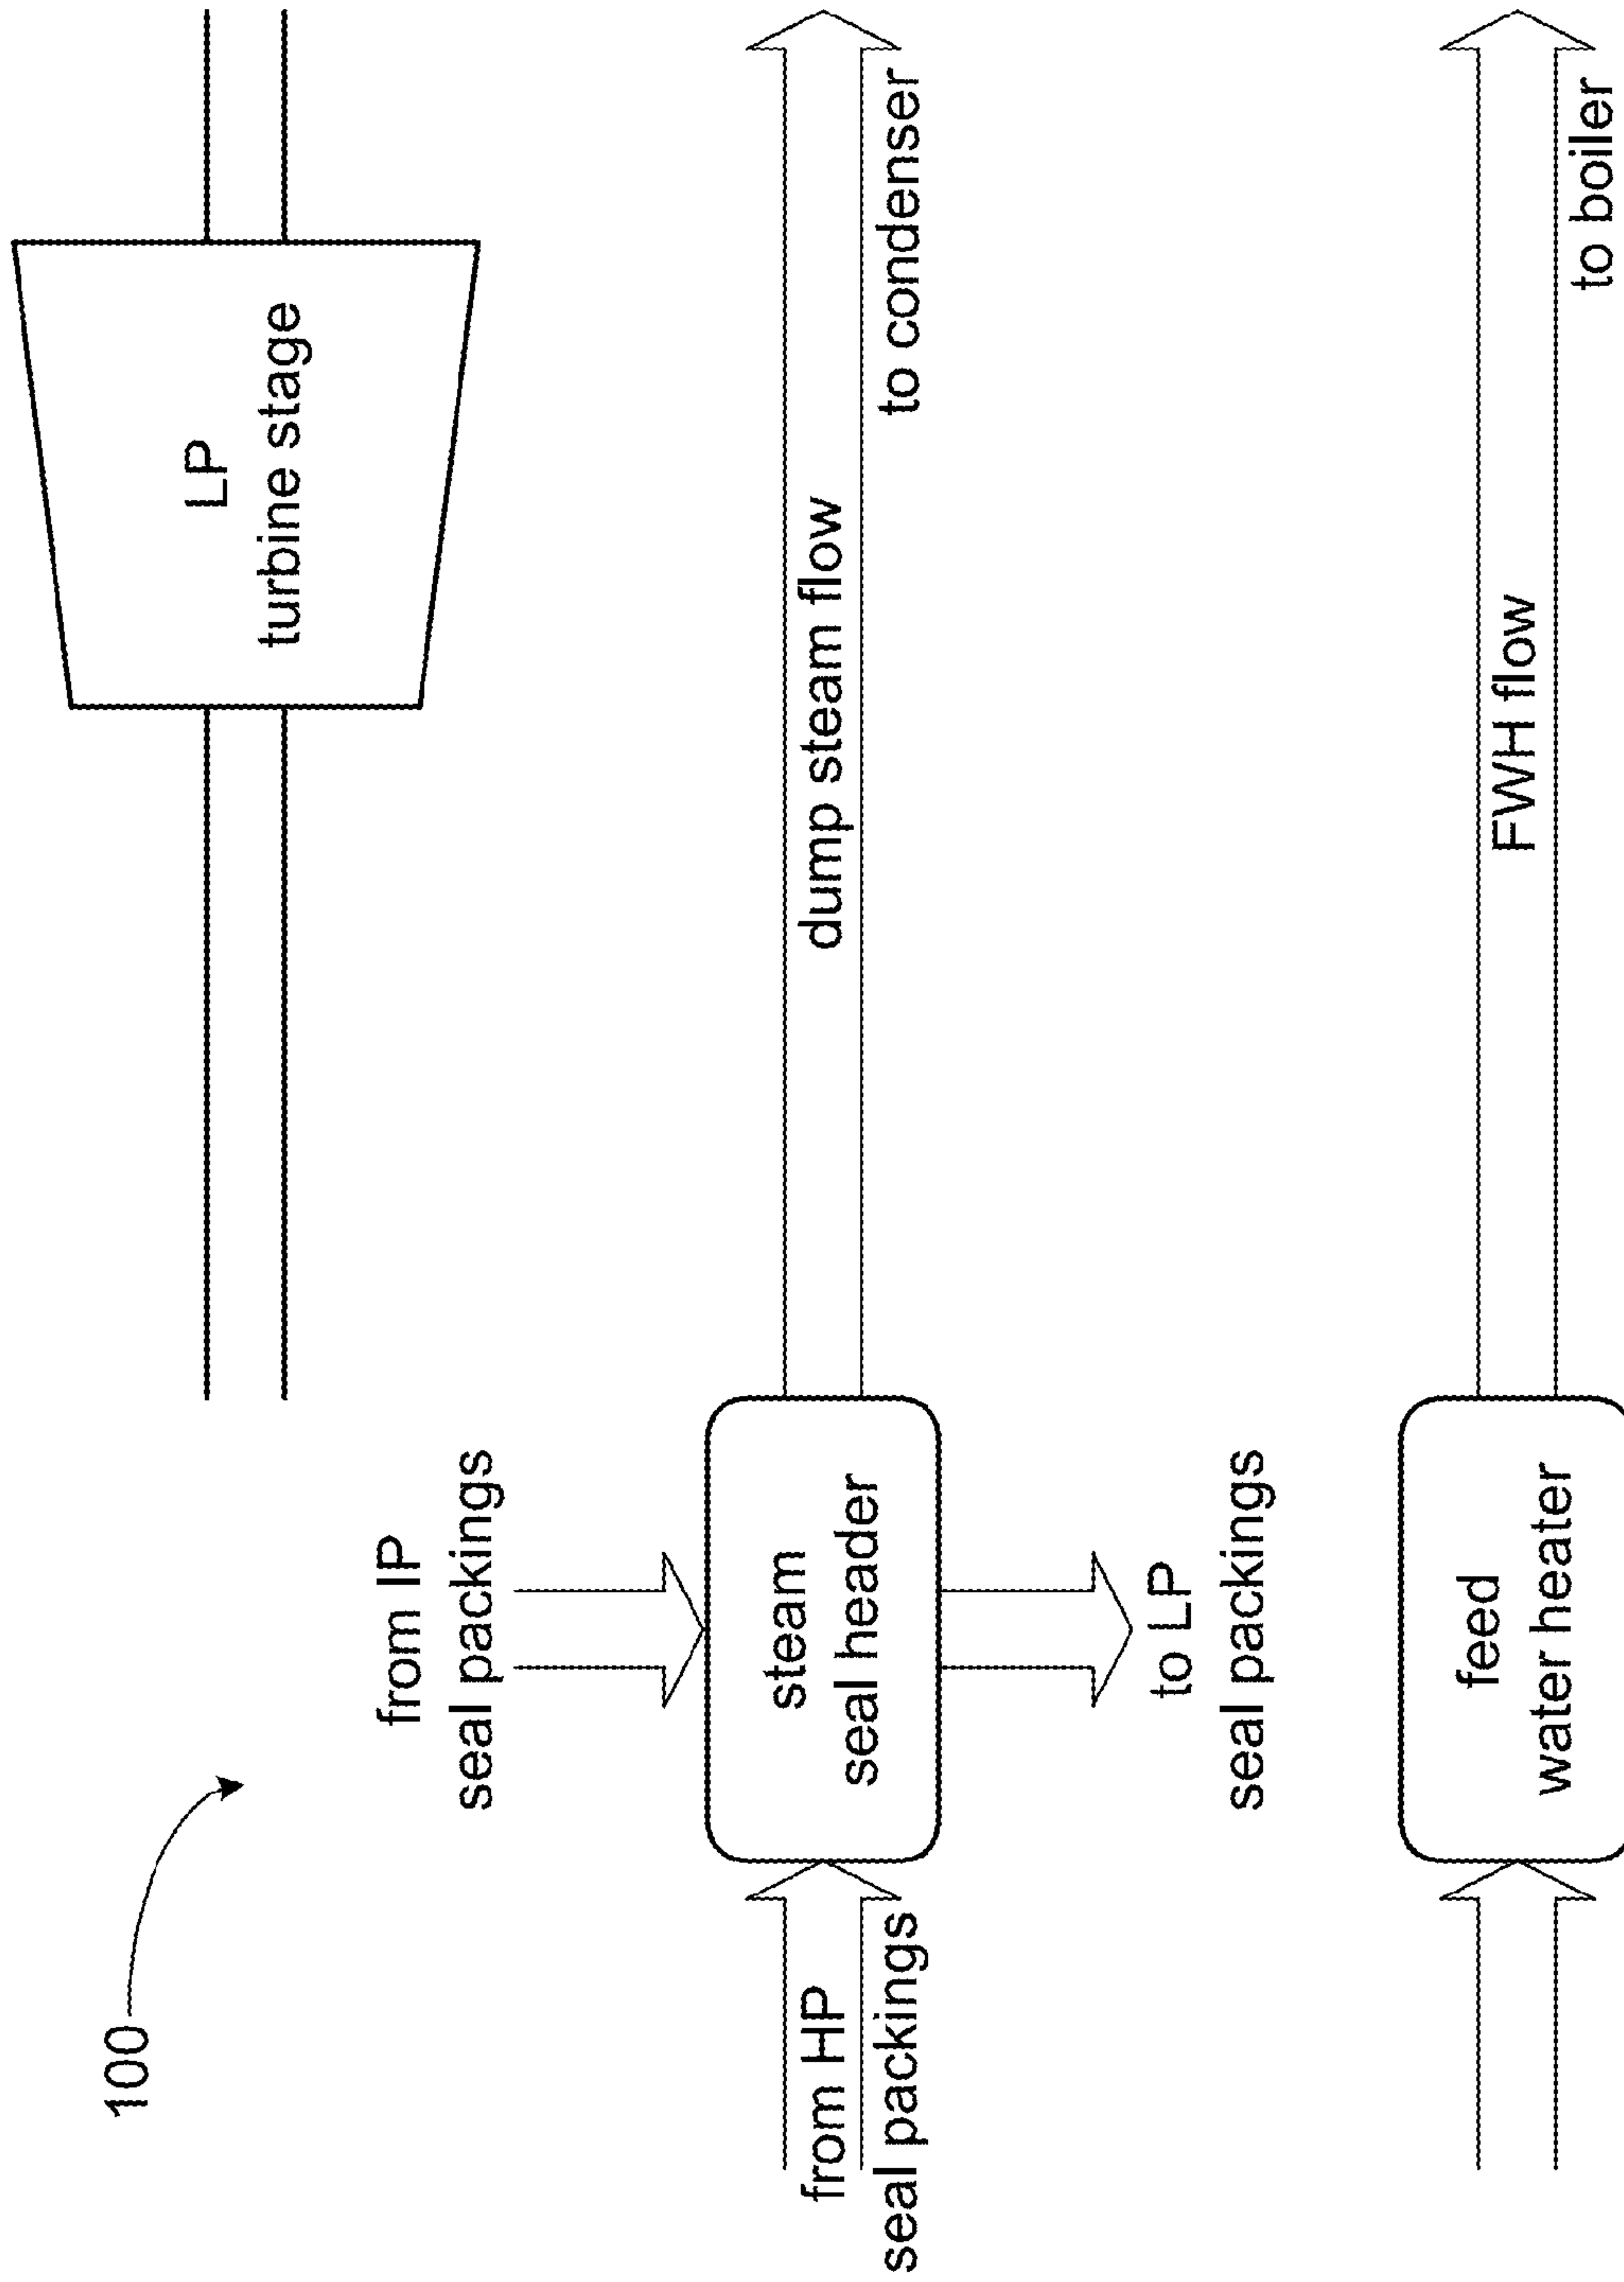 100
LP
turbine stage
from IP
seal packings
from HP
seal packings
steam
seal header
dump steam flow
to condenser
to LP
seal packings
feed
water heater
FWH flow
to boiler